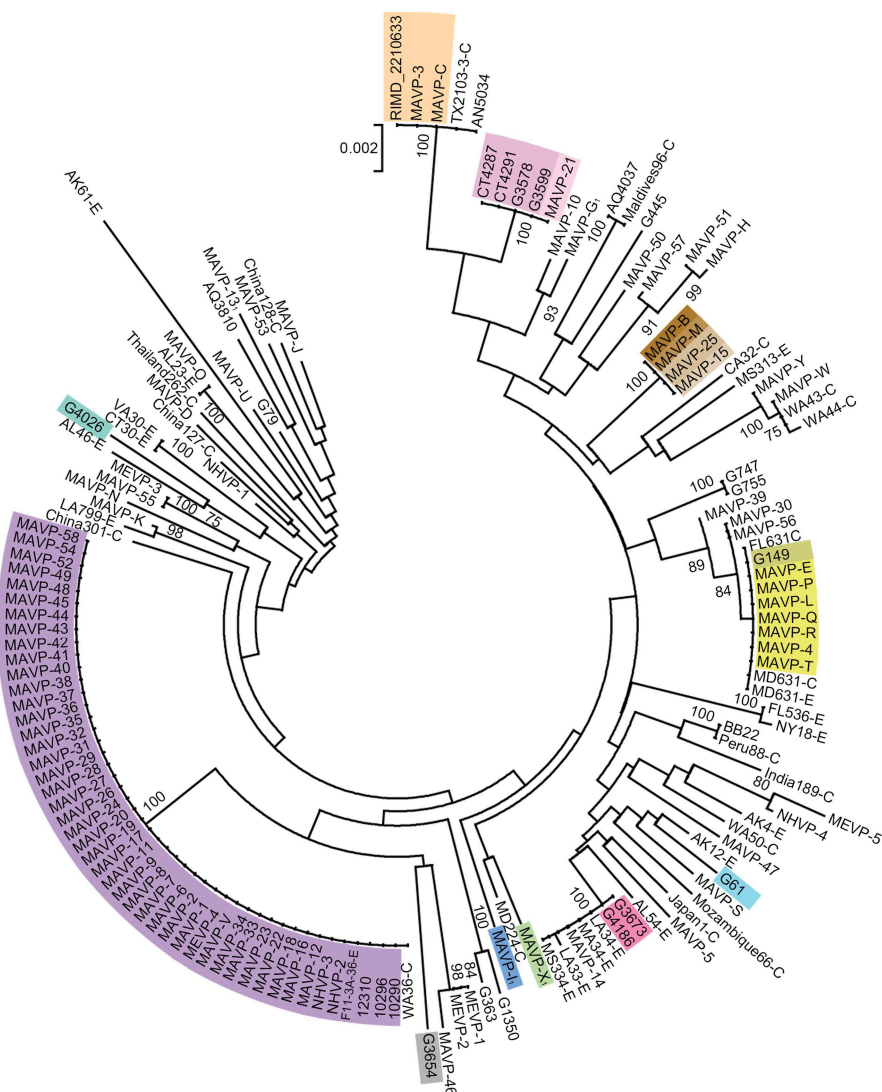 RIMD_2210633
MAVP-3
MAVP-C
TX2103-3-C
AN5034
100
0.002
CT4287
CT4291
G3578
G3599
MAVP-21
100
MAVP-10
MAVP-G₁
93
AQ4037
Maldives96-C
100
G445
MAVP-50
MAVP-57
MAVP-51
MAVP-H
99
91
MAVP-B
MAVP-M
MAVP-25
MAVP-15
100
CA32-C
MS313-E
MAVP-Y
MAVP-W
WA43-C
WA44-C
100
75
G747
G755
100
MAVP-39
MAVP-30
MAVP-56
FL631C
G149
MAVP-E
MAVP-P
MAVP-L
MAVP-Q
MAVP-R
MAVP-4
MAVP-T
MD631-C
MD631-E
89
84
100
FL536-E
NY18-E
100
BB22
Peru88-C
India189-C
80
MEVP-5
NHVP-4
AK4-E
WA50-C
MAVP-47
AK12-E
G61
MAVP-S
Mozambique66-C
Japan1-C
MAVP-5
AL54-E
G3673
G4186
LA34-E
MA34-E
MAVP-14
LA33-E
MS334-E
100
MAVP-X₁
MD224-C
MAVP-I₁
100
G1350
G363
84
98
MEVP-1
MEVP-2
MAVP-46
G3654
WA36-C
10290
10296
12310
F11-3A-36-E
NHVP-2
NHVP-3
MAVP-12
MAVP-16
MAVP-18
MAVP-22
MAVP-23
MAVP-33
MAVP-34
MAVP-1
MEVP-4
MAVP-2
MAVP-6
MAVP-7
MAVP-8
MAVP-9
MAVP-11
MAVP-17
MAVP-19
MAVP-20
MAVP-24
MAVP-26
MAVP-27
MAVP-28
MAVP-29
MAVP-31
MAVP-32
MAVP-35
MAVP-36
MAVP-37
MAVP-38
MAVP-40
MAVP-41
MAVP-42
MAVP-43
MAVP-44
MAVP-45
MAVP-48
MAVP-49
MAVP-52
MAVP-54
MAVP-58
100
China301-C
LA799-E
MAVP-K
98
MAVP-N
MAVP-55
MEVP-3
100
75
AL46-E
G4026
CT30-E
VA30-E
100
NHVP-1
China127-C
MAVP-D
Thailand262-C
AL23-E
MAVP-O
100
AK61-E
MAVP-U
G79
AQ3810
MAVP-13₁
MAVP-53
China128-C
MAVP-J